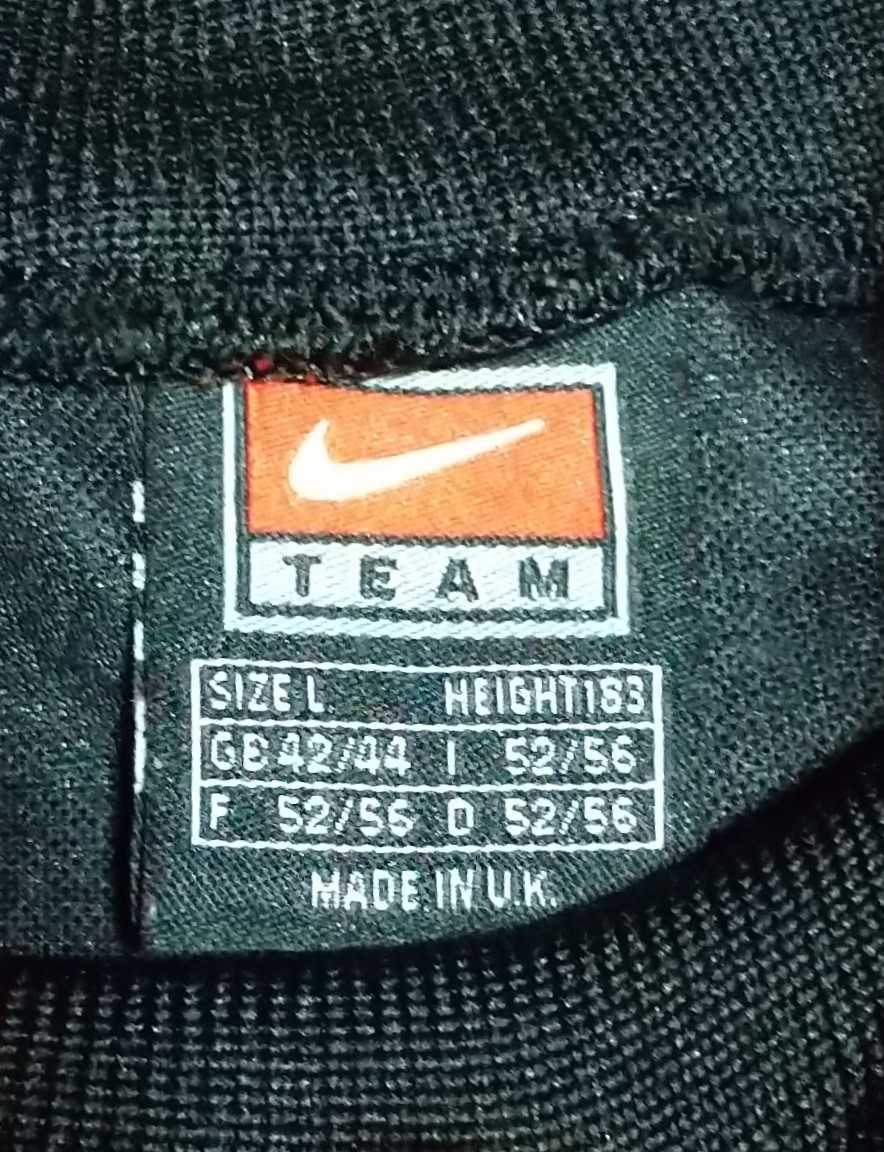 TEAM
SIZE L HEIGHT 183
GB 42/44 I 52/56
F 52/56 D 52/56
MADE IN U.K.